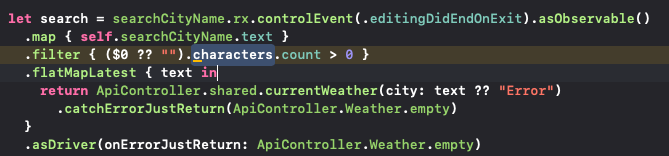 let search = searchCityName.rx.controlEvent(.editingDidEndOnExit).asObservable()
.map { self.searchCityName.text }
.filter { ($0 ?? "").characters.count > 0 }
.flatMapLatest { text in
return ApiController.shared.currentWeather(city: text ?? "Error")
.catchErrorJustReturn(ApiController.Weather.empty)
}
.asDriver(onErrorJustReturn: ApiController.Weather.empty)